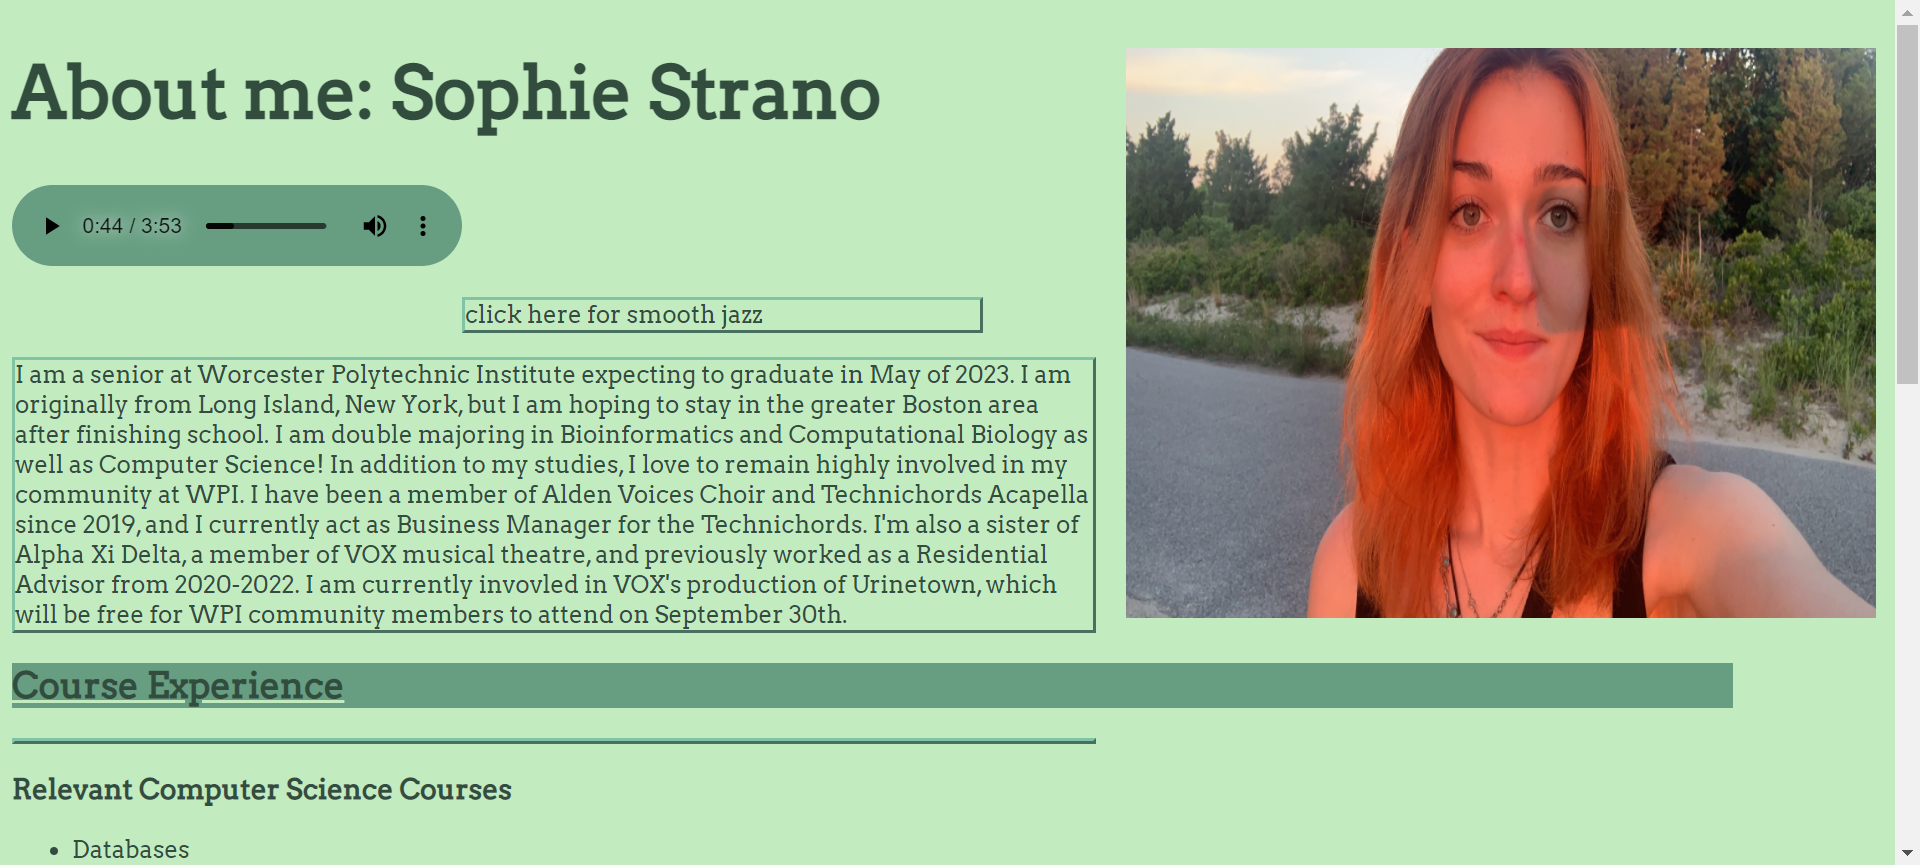 About me: Sophie Strano
0:44 / 3:53
click here for smooth jazz
I am a senior at Worcester Polytechnic Institute expecting to graduate in May of 2023. I am
originally from Long Island, New York, but I am hoping to stay in the greater Boston area
after finishing school. I am double majoring in Bioinformatics and Computational Biology as
well as Computer Science! In addition to my studies, I love to remain highly involved in my
community at WPI. I have been a member of Alden Voices Choir and Technichords Acapella
since 2019, and I currently act as Business Manager for the Technichords. I'm also a sister of
Alpha Xi Delta, a member of VOX musical theatre, and previously worked as a Residential
Advisor from 2020-2022. I am currently invovled in VOX's production of Urinetown, which
will be free for WPI community members to attend on September 30th.
Course Experience
Relevant Computer Science Courses
• Databases